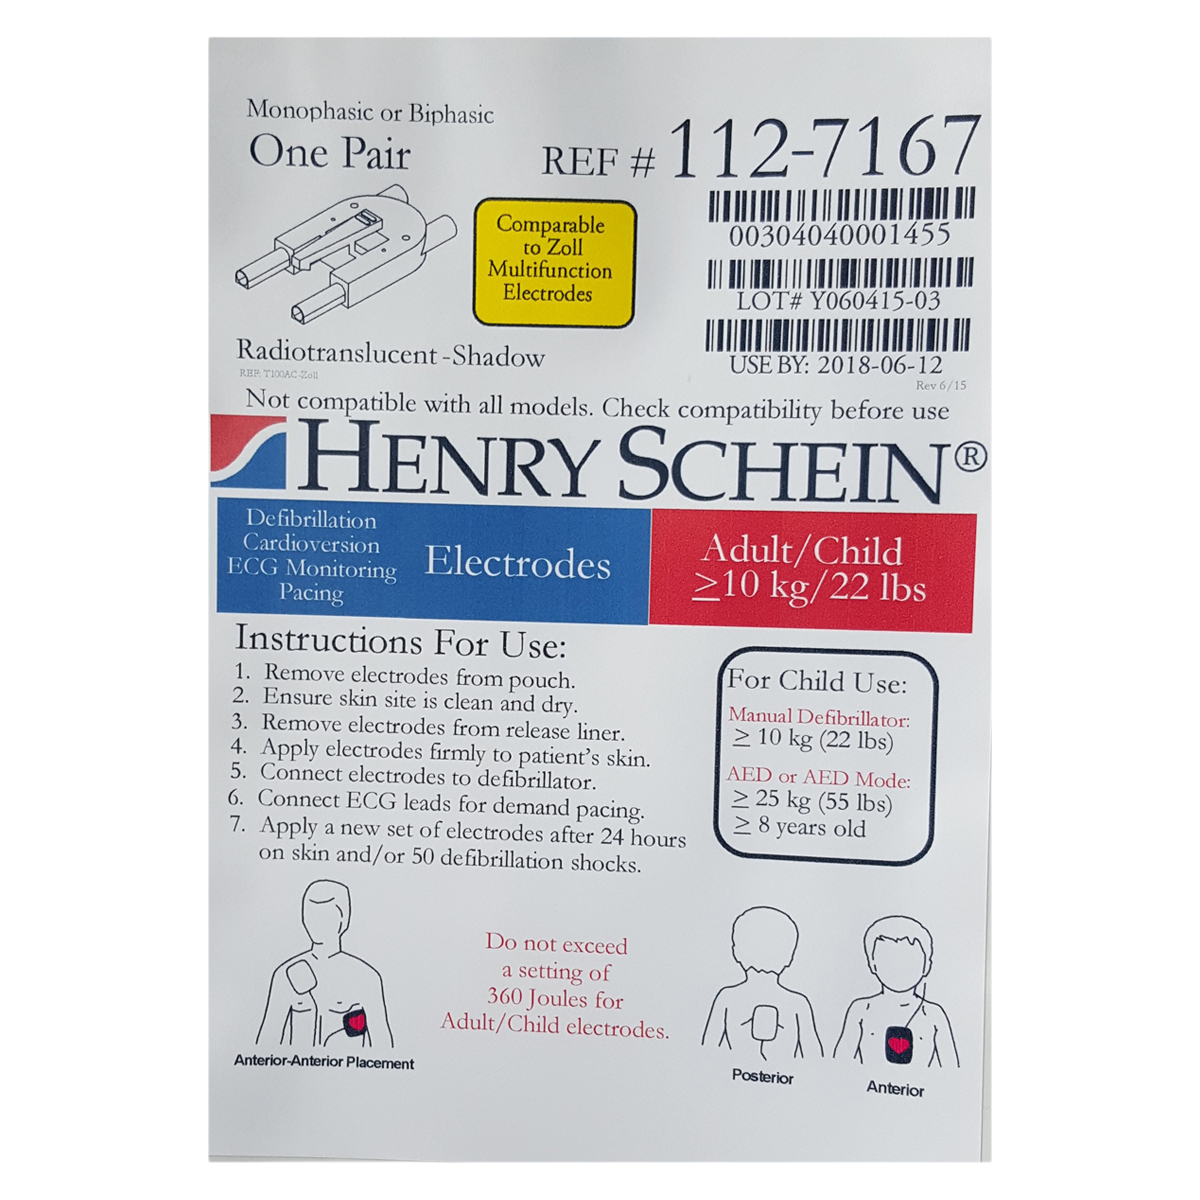 Monophasic or Biphasic
One Pair
REF # 112-7167
00304040001455
Comparable
to Zoll
Multifunction
Electrodes
LOT# Y060415-03
USE BY: 2018-06-12
Rev 6/15
Radiotranslucent -Shadow
REF: T100AC-Zoll
Not compatible with all models. Check compatibility before use
HENRY SCHEIN®
Defibrillation
Cardioversion
ECG Monitoring
Pacing
Electrodes
Adult/Child
≥10 kg/22 lbs
Instructions For Use:
1. Remove electrodes from pouch.
2. Ensure skin site is clean and dry.
3. Remove electrodes from release liner.
4. Apply electrodes firmly to patient's skin.
5. Connect electrodes to defibrillator.
6. Connect ECG leads for demand pacing.
7. Apply a new set of electrodes after 24 hours
on skin and/or 50 defibrillation shocks.
For Child Use:
Manual Defibrillator:
≥ 10 kg (22 lbs)
AED or AED Mode:
≥ 25 kg (55 lbs)
≥ 8 years old
Do not exceed
a setting of
360 Joules for
Adult/Child electrodes.
Anterior-Anterior Placement
Posterior
Anterior